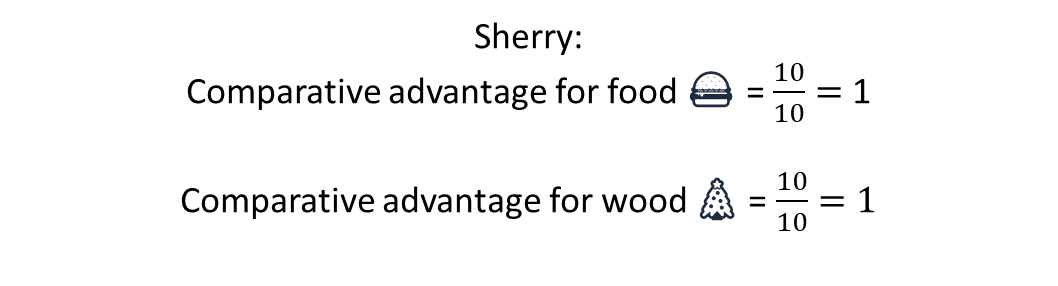 Sherry:
Comparative advantage for food = 10/10 = 1
Comparative advantage for wood = 10/10 = 1